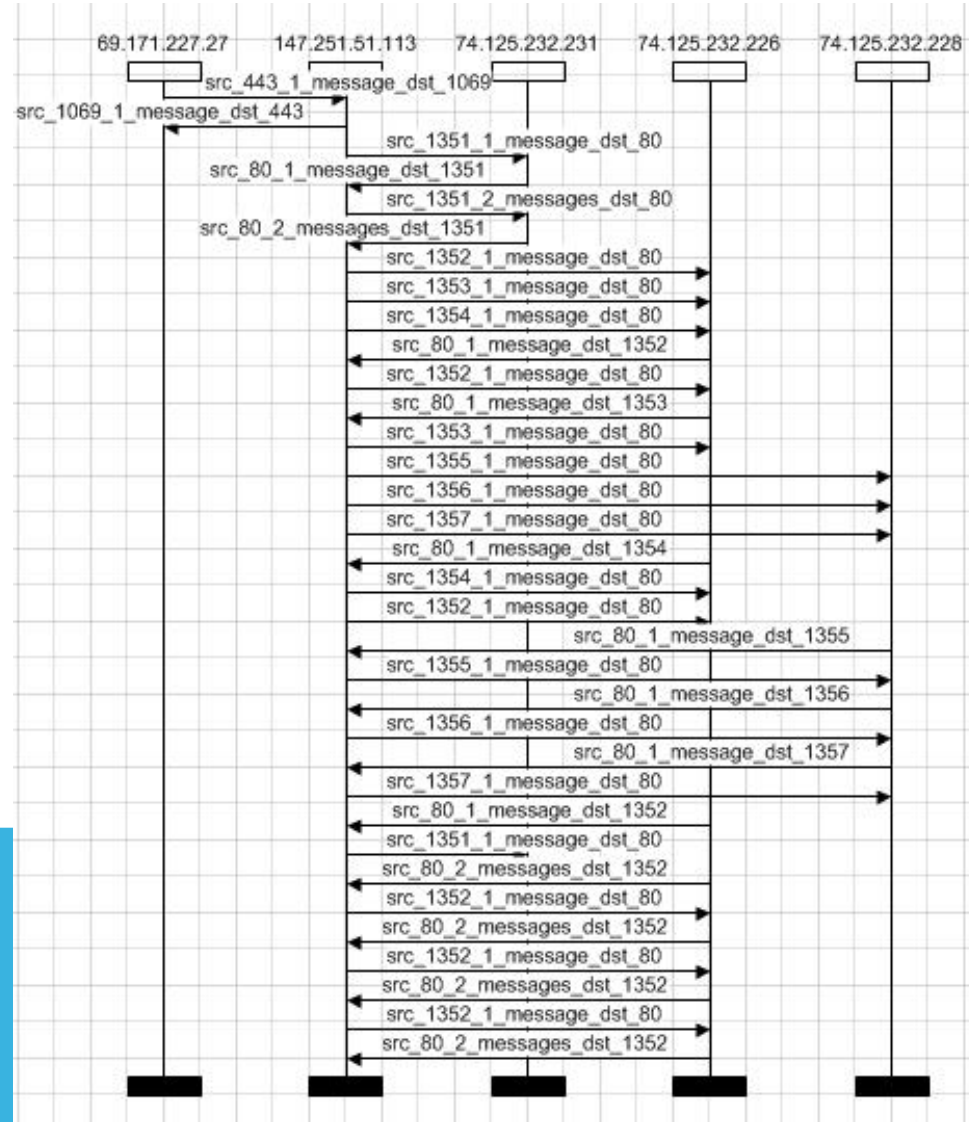 69.171.227.27 147.251.51.113 74.125.232.231 74.125.232.226 74.125.232.228
src_443_1_message_dst_1069
src_1069_1_message_dst_443
src_1351_1_message_dst_80
src_80_1_message_dst_1351
src_1351_2_messages_dst_80
src_80_2_messages_dst_1351
src_1352_1_message_dst_80
src_1353_1_message_dst_80
src_1354_1_message_dst_80
src_80_1_message_dst_1352
src_1352_1_message_dst_80
src_80_1_message_dst_1353
src_1353_1_message_dst_80
src_1355_1_message_dst_80
src_1356_1_message_dst_80
src_1357_1_message_dst_80
src_80_1_message_dst_1354
src_1354_1_message_dst_80
src_1352_1_message_dst_80
src_80_1_message_dst_1355
src_1355_1_message_dst_80
src_80_1_message_dst_1356
src_1356_1_message_dst_80
src_80_1_message_dst_1357
src_1357_1_message_dst_80
src_80_1_message_dst_1352
src_1351_1_message_dst_80
src_80_2_messages_dst_1352
src_1352_1_message_dst_80
src_80_2_messages_dst_1352
src_1352_1_message_dst_80
src_80_2_messages_dst_1352
src_1352_1_message_dst_80
src_80_2_messages_dst_1352